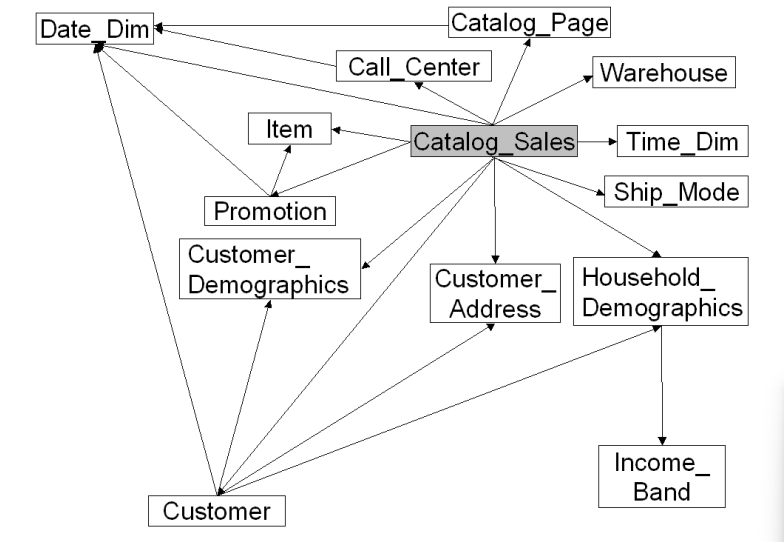 Catalog_Page
Date_Dim
Call_Center
Warehouse
Item
Catalog_Sales
Time_Dim
Ship_Mode
Promotion
Customer_
Demographics
Customer_
Address
Household_
Demographics
Income_
Band
Customer